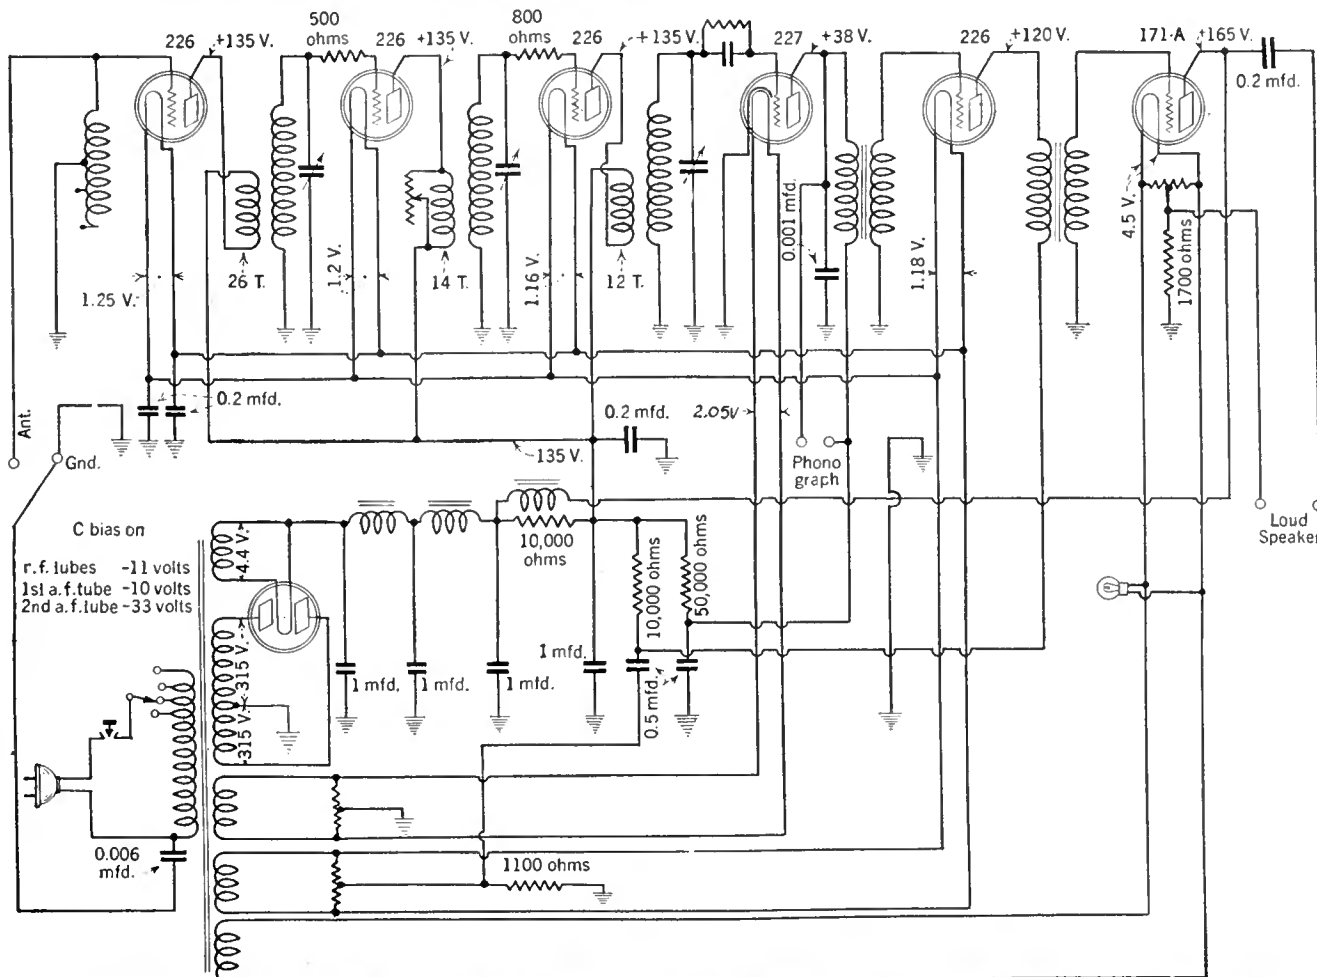 500
ohms
800
ohms
226
+135 V.
226
+135 V.
226
+135 V.
227
+38 V.
226
+120 V.
171-A
+165 V.
0.2 mfd.
1.25 V.
26 T.
1.2 V.
14 T.
1.16 V.
12 T.
0.001 mfd.
1.18 V.
4.5 V.
1700 ohms
Ant.
Gnd.
0.2 mfd.
135 V.
0.2 mfd.
2.05V
Phono
graph
Loud
Speaker
C bias on
r.f. tubes -11 volts
1st a.f. tube -10 volts
2nd a.f. tube -33 volts
4.4 V.
315 V.
315 V.
10,000
ohms
10,000 ohms
50,000 ohms
1 mfd.
1 mfd.
1 mfd.
1 mfd.
0.5 mfd.
0.006
mfd.
1100 ohms